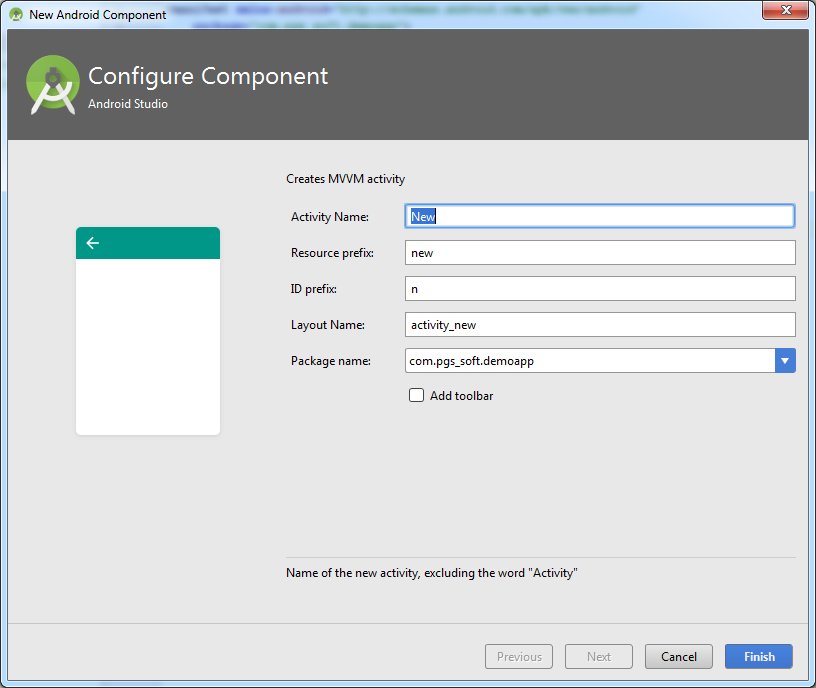 New Android Component
Configure Component
Android Studio
Creates MVVM activity
Activity Name: New
Resource prefix: new
ID prefix: n
Layout Name: activity_new
Package name: com.pgs_soft.demoapp
Add toolbar
Name of the new activity, excluding the word "Activity"
Previous Next Cancel Finish